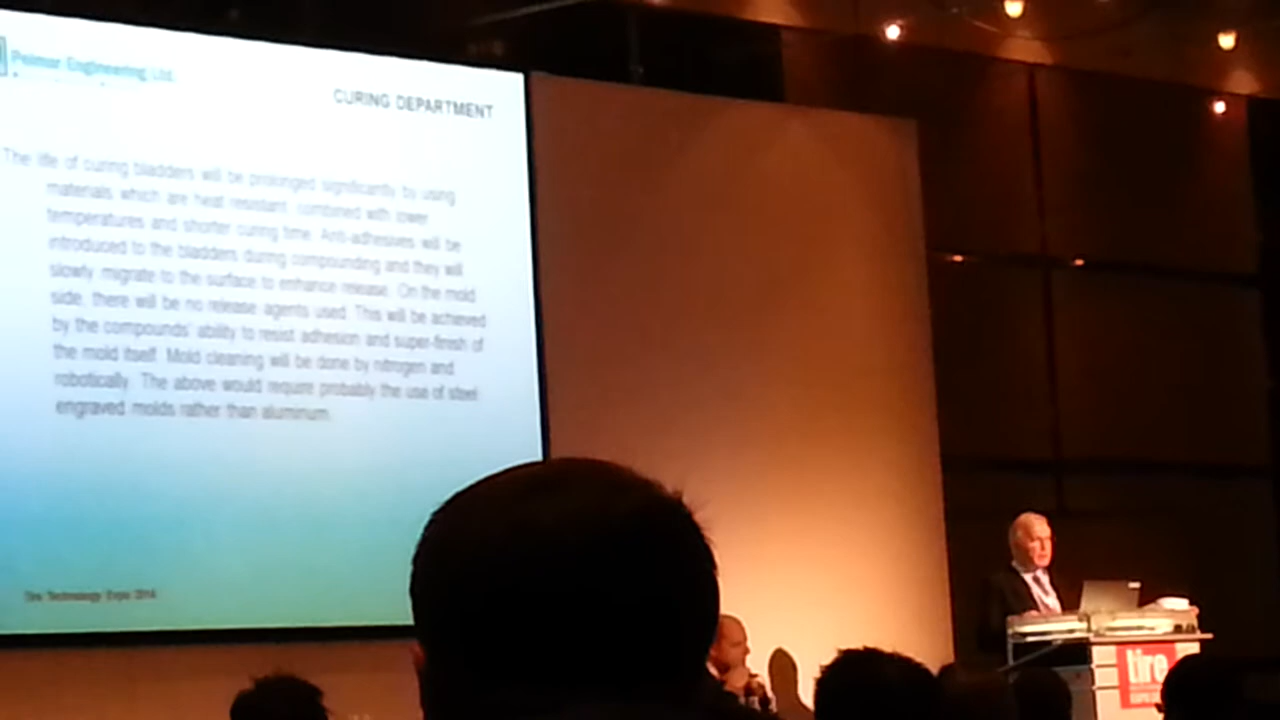 Polmar Engineering Ltd.
CURING DEPARTMENT
The life of curing bladders will be prolonged significantly by using
materials which are heat resistant, combined with lower
temperatures and shorter curing time. Anti-adhesives will be
introduced to the bladders during compounding and they will
slowly migrate to the surface to enhance release. On the mold
side, there will be no release agents used. This will be achieved
by the compounds' ability to resist adhesion and super-finish of
the mold itself. Mold cleaning will be done by nitrogen and
robotically. The above would require probably the use of steel
engraved molds rather than aluminum.
Tire Technology Expo 2014
tire